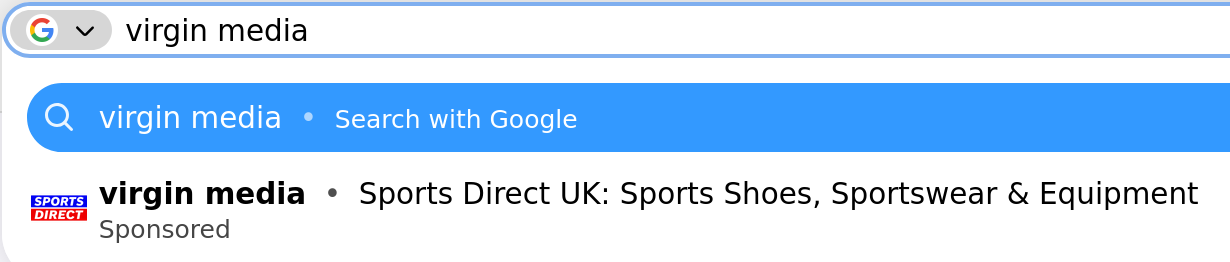 virgin media
virgin media • Search with Google
SPORTS DIRECT
virgin media • Sports Direct UK: Sports Shoes, Sportswear & Equipment
Sponsored